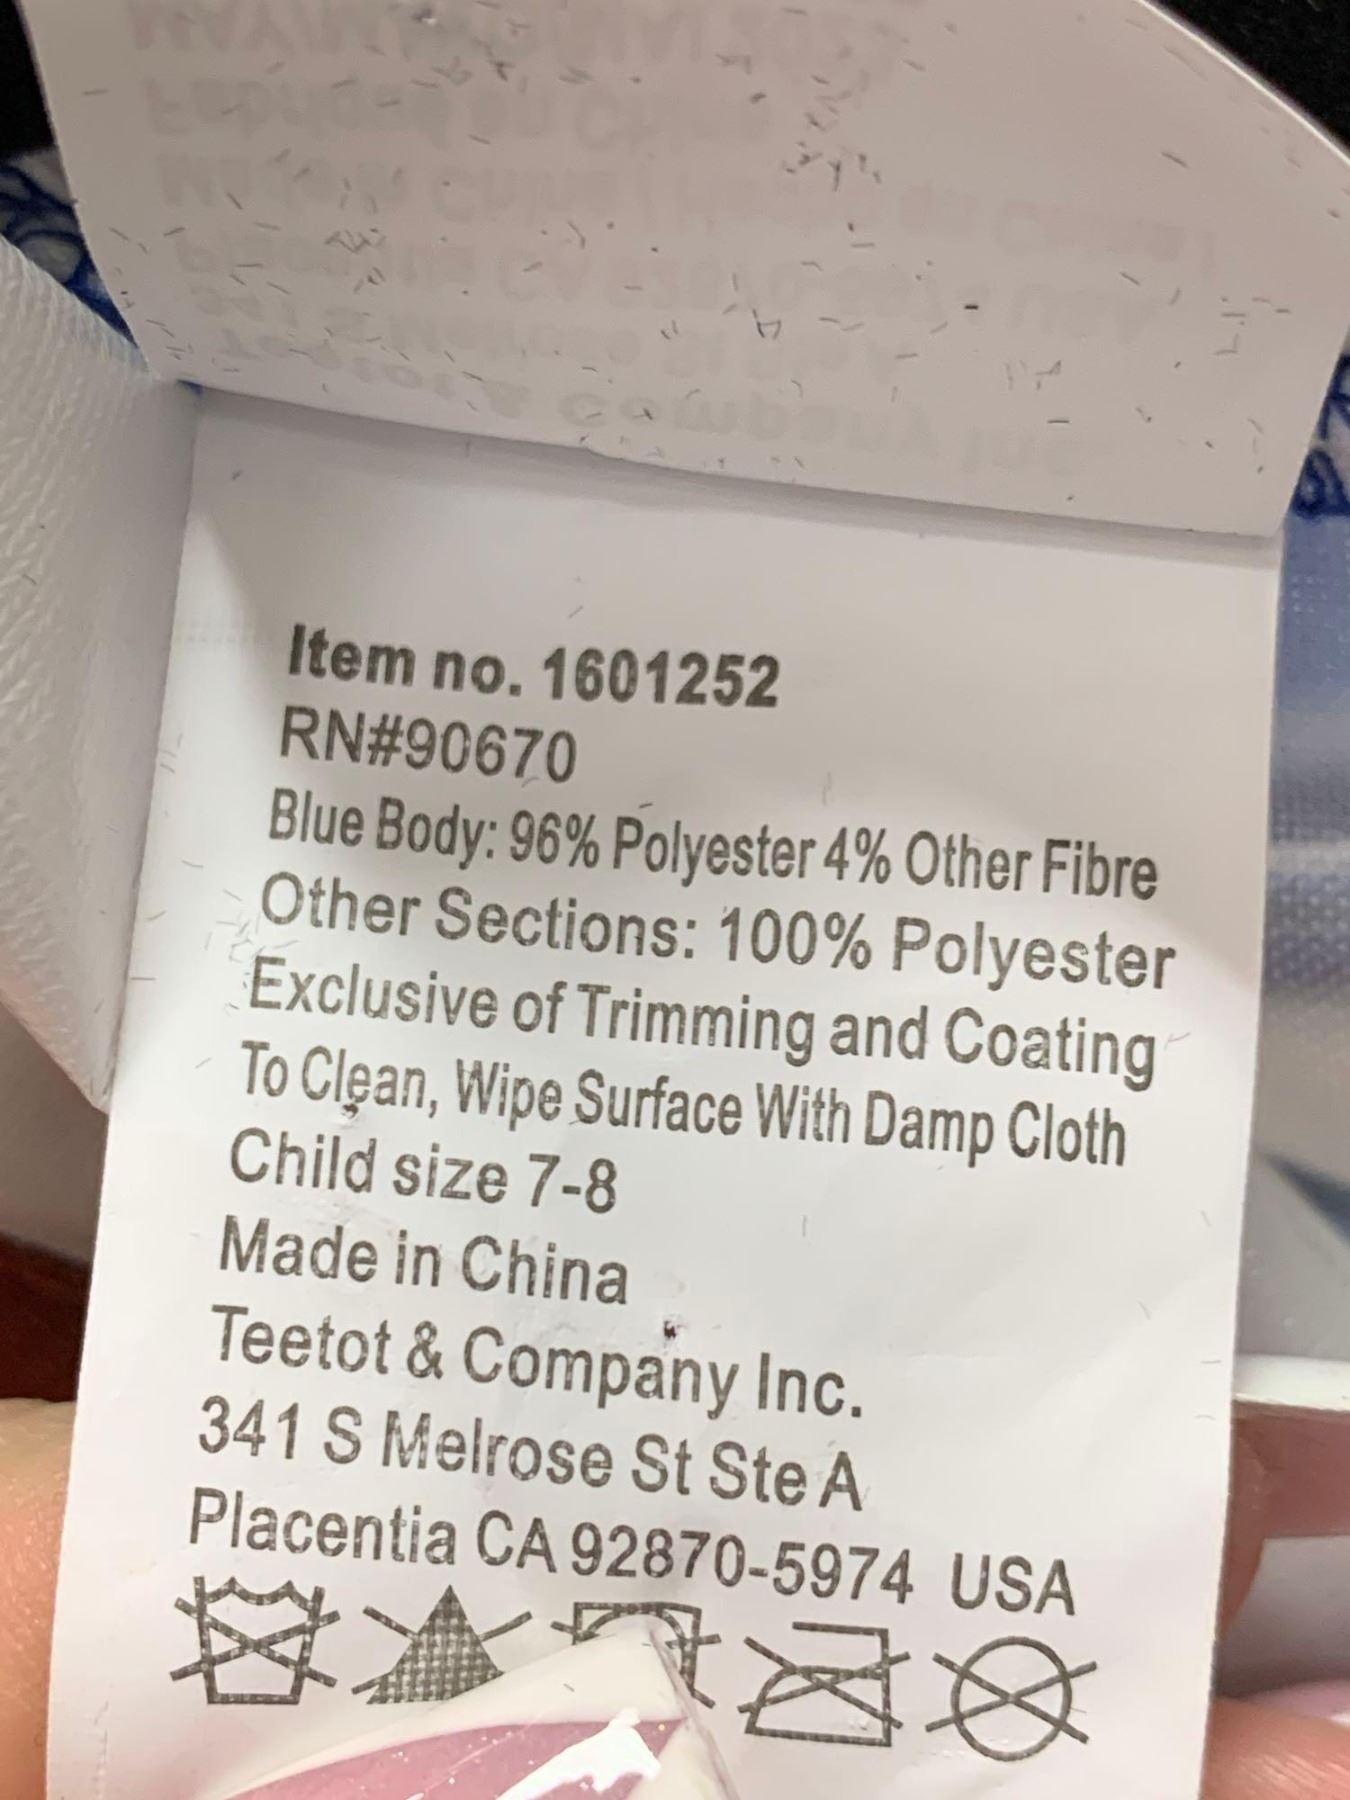 Item no. 1601252
RN#90670
Blue Body: 96% Polyester 4% Other Fibre
Other Sections: 100% Polyester
Exclusive of Trimming and Coating
To Clean, Wipe Surface With Damp Cloth
Child size 7-8
Made in China
Teetot & Company Inc.
341 S Melrose St Ste A
Placentia CA 92870-5974 USA